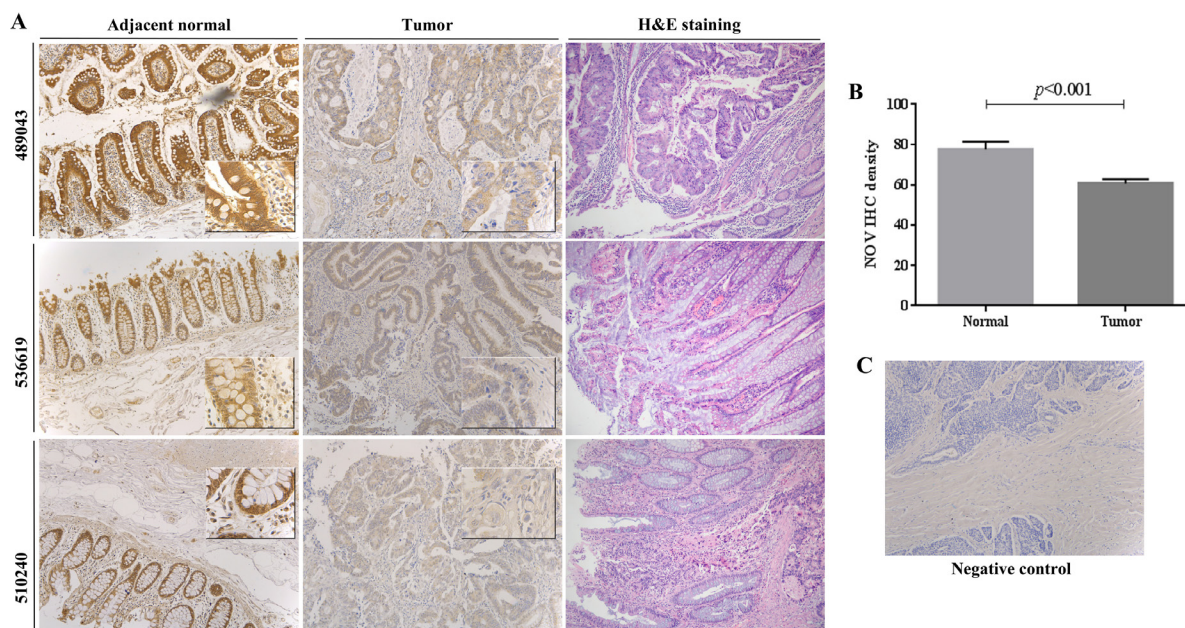 A
Adjacent normal
Tumor
H&E staining
489043
536619
510240
B
p<0.001
NOV IHC density
100
80
60
40
20
0
Normal
Tumor
C
Negative control